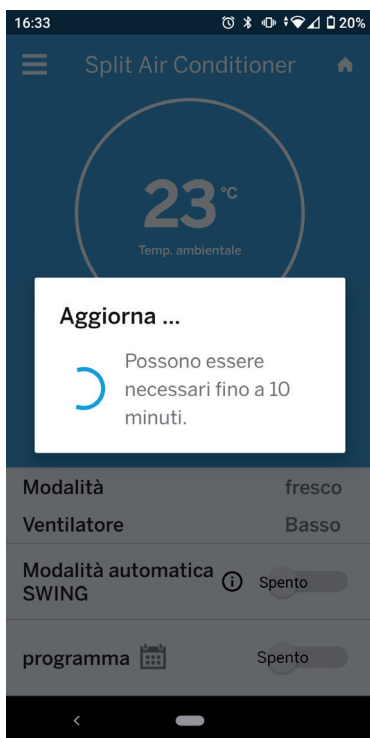 16:33 20%
Split Air Conditioner
23 °C
Temp. ambientale
Aggiorna ...
Possono essere
necessari fino a 10
minuti.
Modalità fresco
Ventilatore Basso
Modalità automatica
SWING Spento
programma Spento